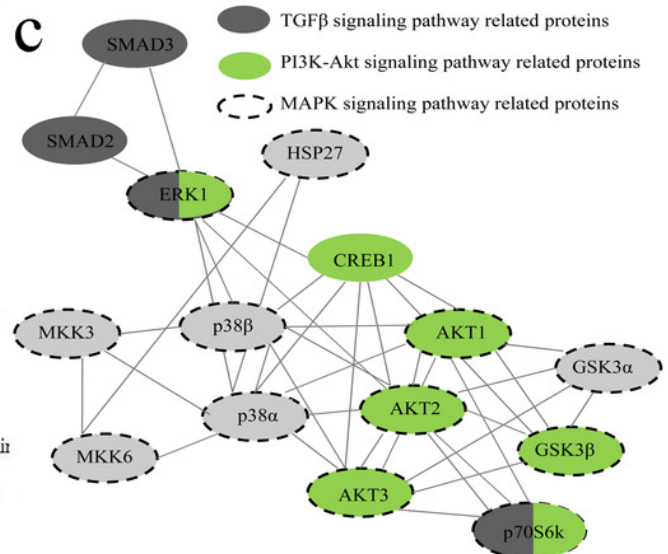 c
TGFβ signaling pathway related proteins
PI3K-Akt signaling pathway related proteins
MAPK signaling pathway related proteins
SMAD3
SMAD2
HSP27
ERK1
CREB1
MKK3
p38β
AKT1
GSK3α
p38α
AKT2
MKK6
GSK3β
AKT3
p70S6k